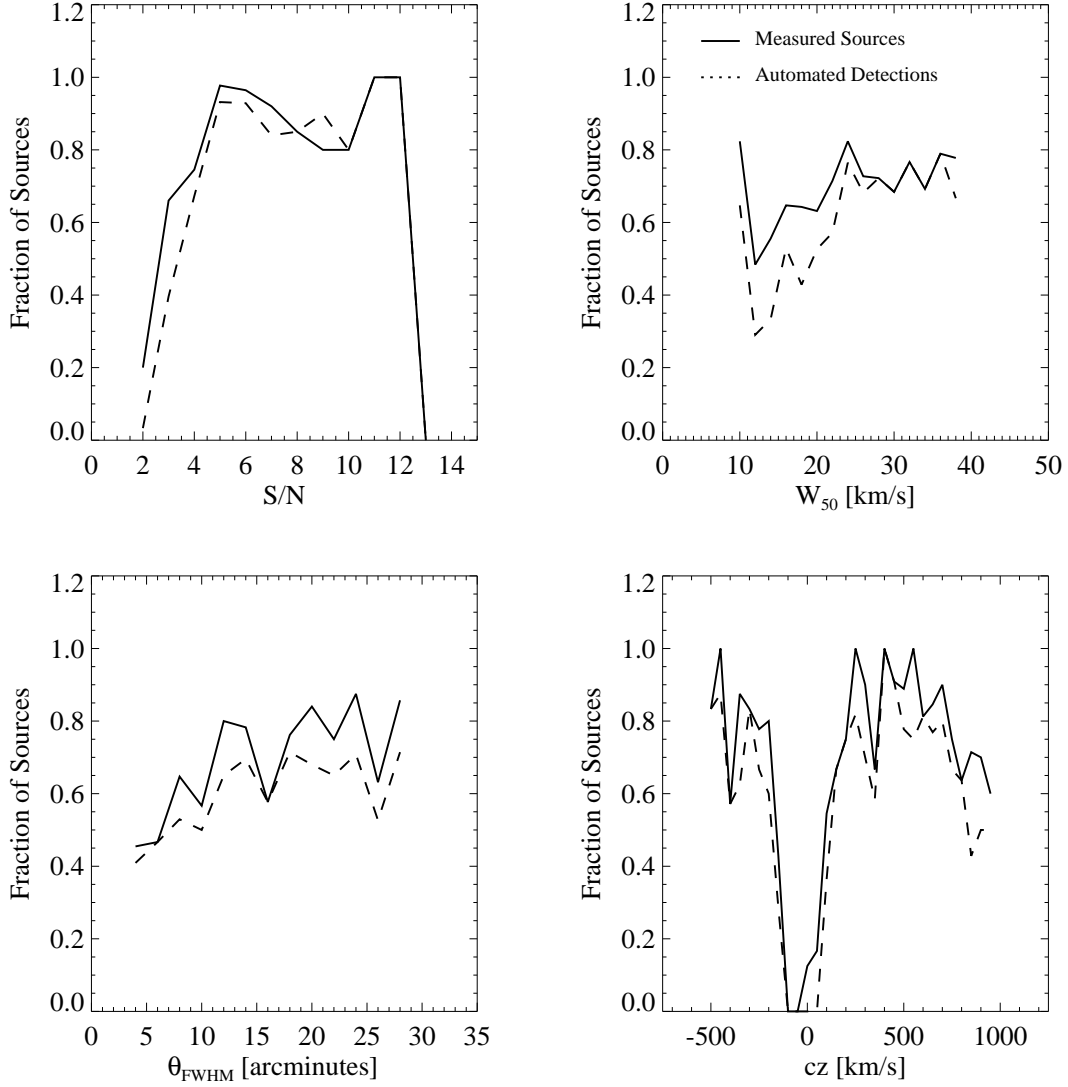 1.2
1.0
0.8
0.6
0.4
0.2
0.0
Fraction of Sources
0 2 4 6 8 10 12 14
S/N
1.2
1.0
0.8
0.6
0.4
0.2
0.0
Fraction of Sources
Measured Sources
Automated Detections
0 10 20 30 40 50
W50 [km/s]
1.2
1.0
0.8
0.6
0.4
0.2
0.0
Fraction of Sources
0 5 10 15 20 25 30 35
θFWHM [arcminutes]
1.2
1.0
0.8
0.6
0.4
0.2
0.0
Fraction of Sources
-500 0 500 1000
cz [km/s]